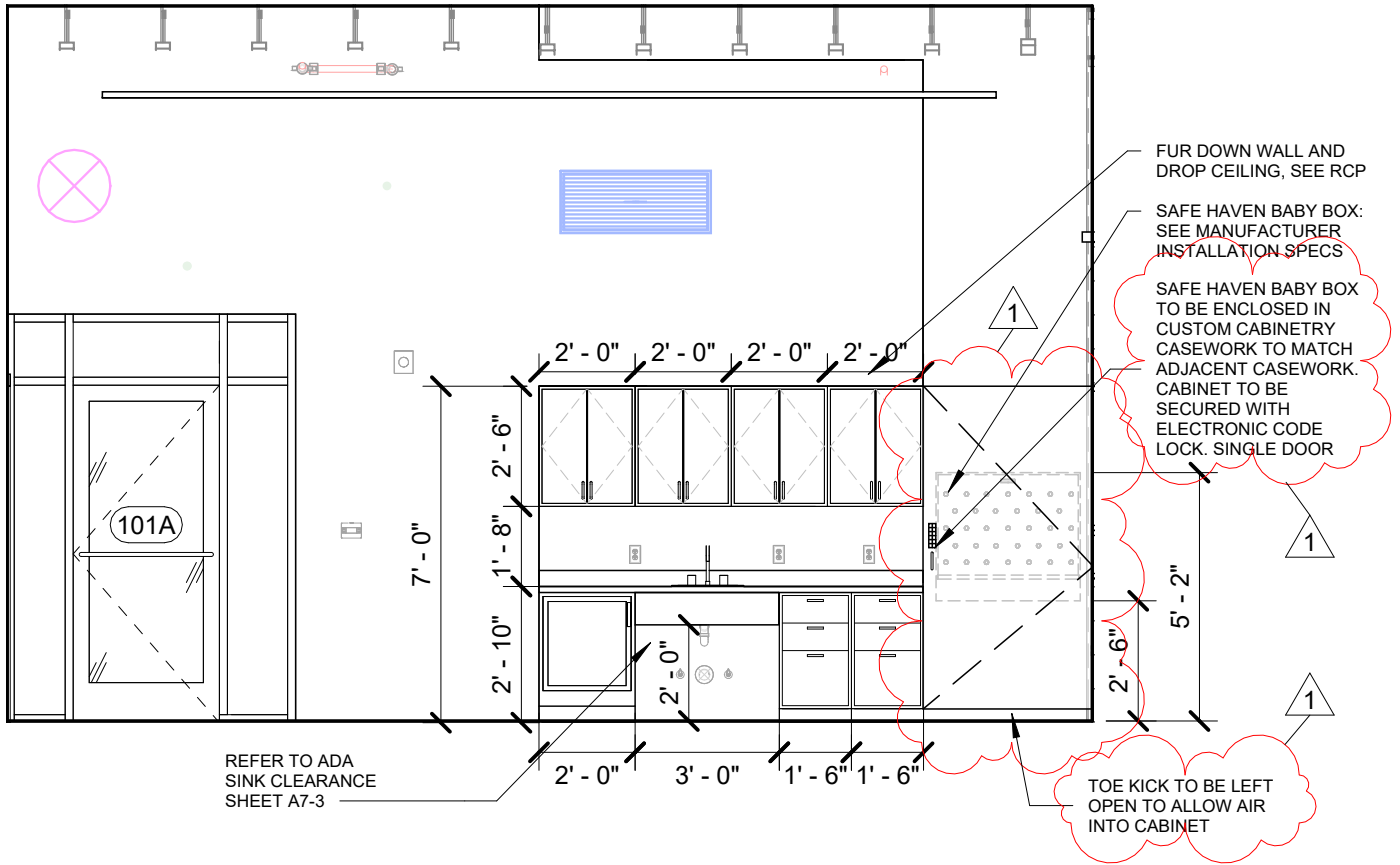 FUR DOWN WALL AND
DROP CEILING, SEE RCP
SAFE HAVEN BABY BOX:
SEE MANUFACTURER
INSTALLATION SPECS
SAFE HAVEN BABY BOX
TO BE ENCLOSED IN
CUSTOM CABINETRY
CASEWORK TO MATCH
ADJACENT CASEWORK.
CABINET TO BE
SECURED WITH
ELECTRONIC CODE
LOCK. SINGLE DOOR
1
1
2' - 0" 2' - 0" 2' - 0" 2' - 0"
7' - 0"
2' - 6"
1' - 8"
2' - 10"
2' - 0"
101A
5' - 2"
2' - 6"
1
2' - 0" 3' - 0" 1' - 6" 1' - 6"
REFER TO ADA
SINK CLEARANCE
SHEET A7-3
TOE KICK TO BE LEFT
OPEN TO ALLOW AIR
INTO CABINET